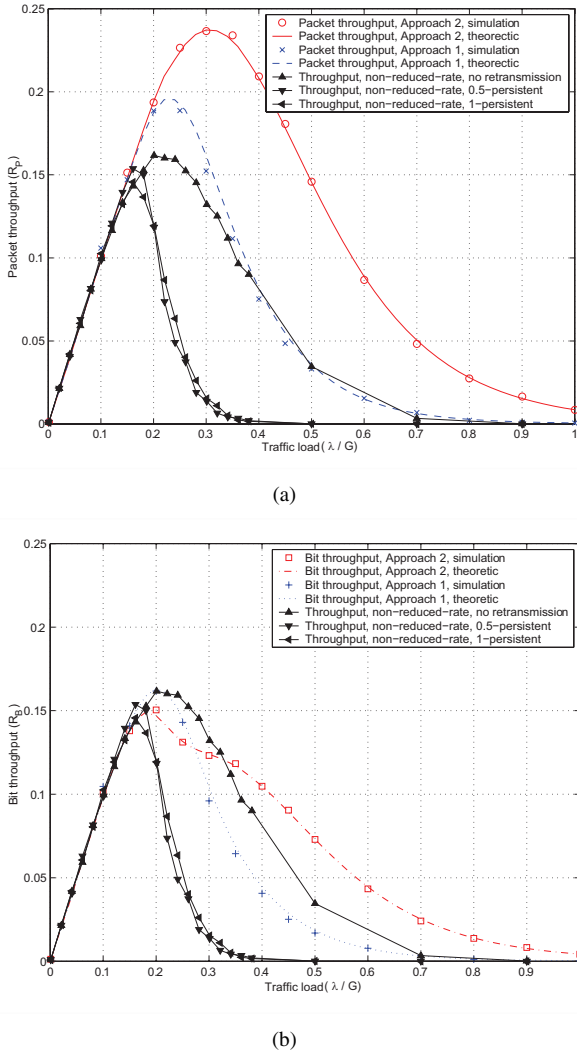 0.25
0.2
0.15
0.1
0.05
0
Packet throughput (R_P)
Packet throughput, Approach 2, simulation
Packet throughput, Approach 2, theoretic
Packet throughput, Approach 1, simulation
Packet throughput, Approach 1, theoretic
Throughput, non-reduced-rate, no retransmission
Throughput, non-reduced-rate, 0.5-persistent
Throughput, non-reduced-rate, 1-persistent
0 0.1 0.2 0.3 0.4 0.5 0.6 0.7 0.8 0.9 1
Traffic load( λ / G)
(a)
0.25
0.2
0.15
0.1
0.05
0
Bit throughput (R_B)
Bit throughput, Approach 2, simulation
Bit throughput, Approach 2, theoretic
Bit throughput, Approach 1, simulation
Bit throughput, Approach 1, theoretic
Throughput, non-reduced-rate, no retransmission
Throughput, non-reduced-rate, 0.5-persistent
Throughput, non-reduced-rate, 1-persistent
0 0.1 0.2 0.3 0.4 0.5 0.6 0.7 0.8 0.9
Traffic load( λ / G)
(b)